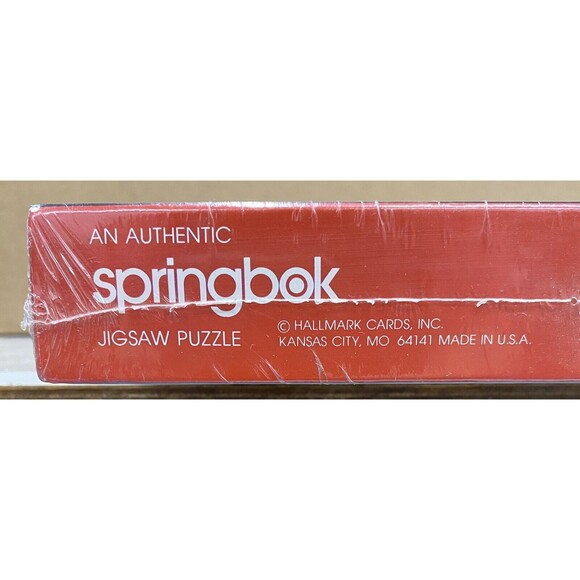 AN AUTHENTIC
springbok
JIGSAW PUZZLE
© HALLMARK CARDS, INC.
KANSAS CITY, MO 64141 MADE IN U.S.A.